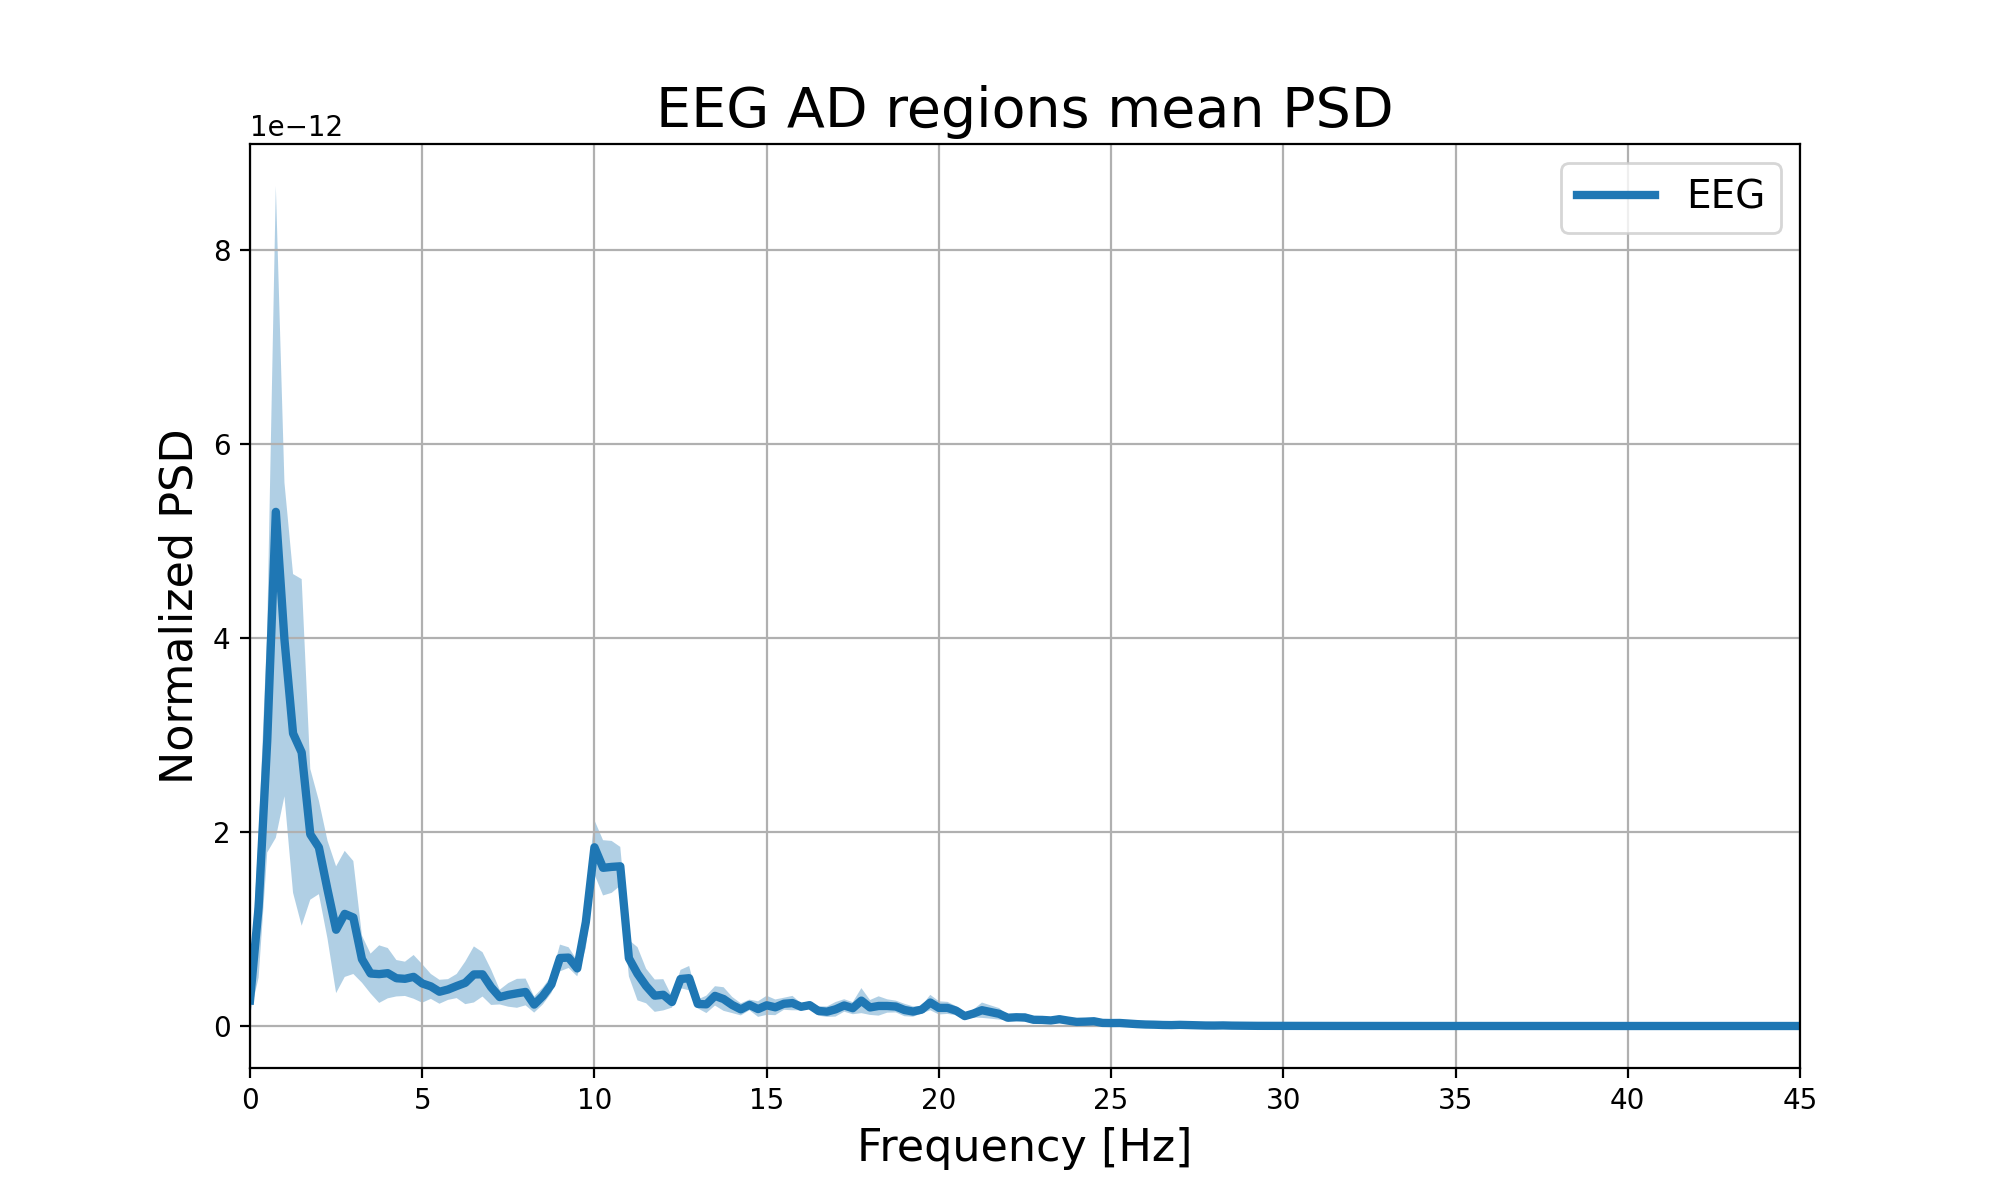 EEG AD regions mean PSD
1e−12
EEG
8
6
4
2
0
Normalized PSD
0 5 10 15 20 25 30 35 40 45
Frequency [Hz]